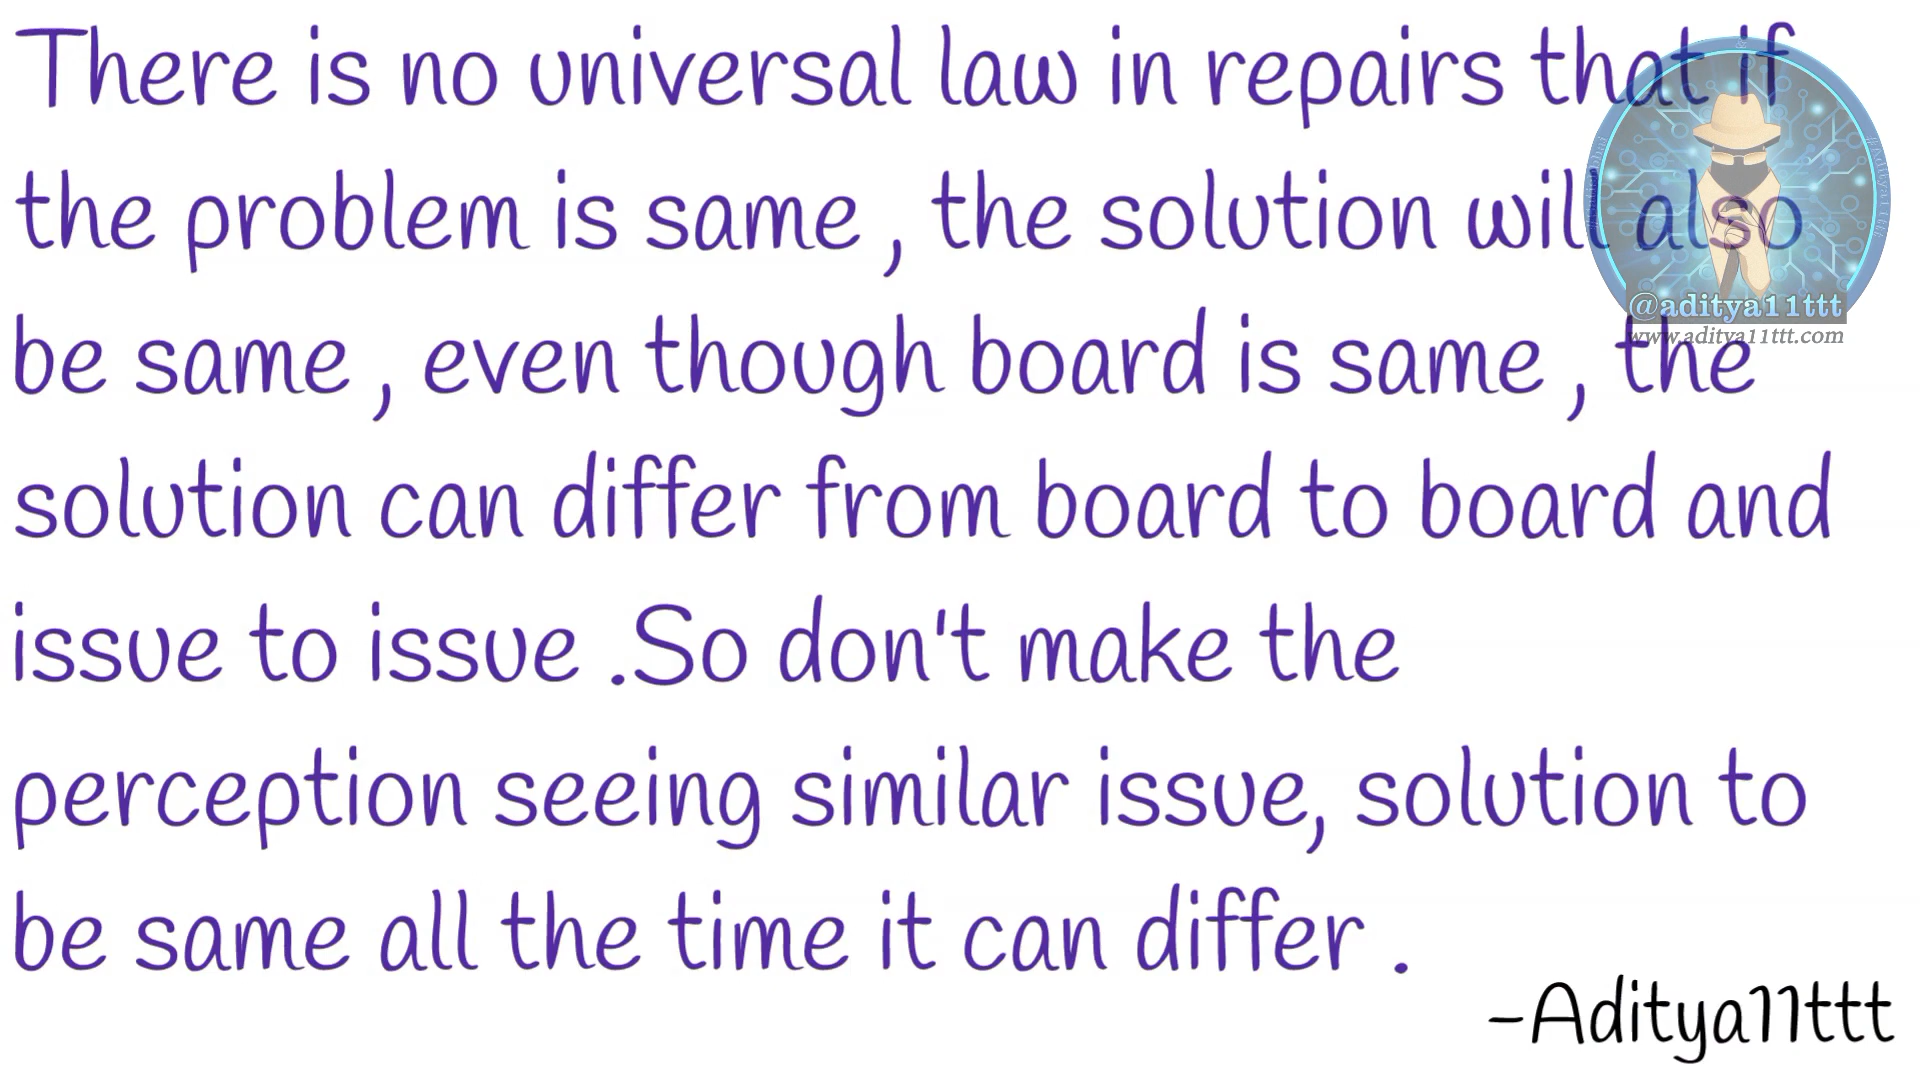 There is no universal law in repairs that if
the problem is same , the solution will also
be same , even though board is same , the
solution can differ from board to board and
issue to issue .So don't make the
perception seeing similar issue, solution to
be same all the time it can differ .
-Aditya11ttt
@aditya11ttt
www.aditya11ttt.com